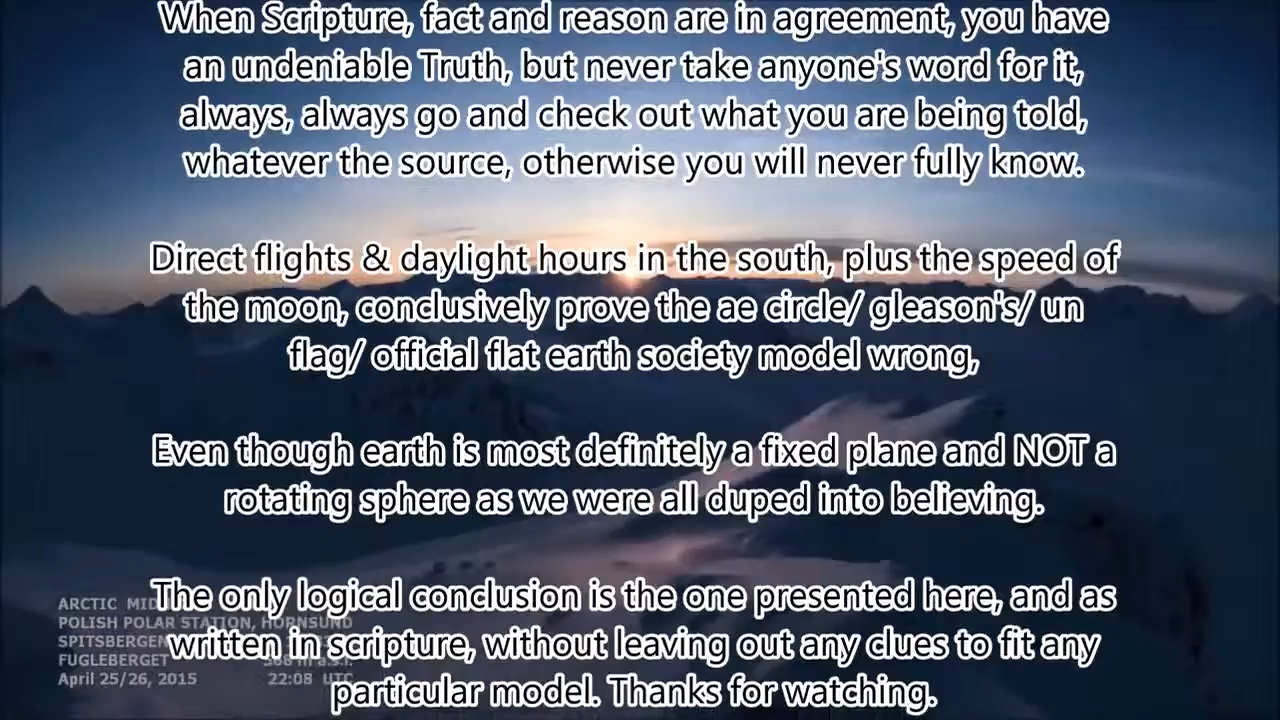 When Scripture, fact and reason are in agreement, you have
an undeniable Truth, but never take anyone's word for it,
always, always go and check out what you are being told,
whatever the source, otherwise you will never fully know.
Direct flights & daylight hours in the south, plus the speed of
the moon, conclusively prove the ae circle/ gleason's/ un
flag/ official flat earth society model wrong,
Even though earth is most definitely a fixed plane and NOT a
rotating sphere as we were all duped into believing.
The only logical conclusion is the one presented here, and as
written in scripture, without leaving out any clues to fit any
particular model. Thanks for watching.
ARCTIC
POLISH POLAR STATION, HORNSUND
SPITSBERGEN
FUGLEBERGET
April 25/26, 2015 22:08 UTC